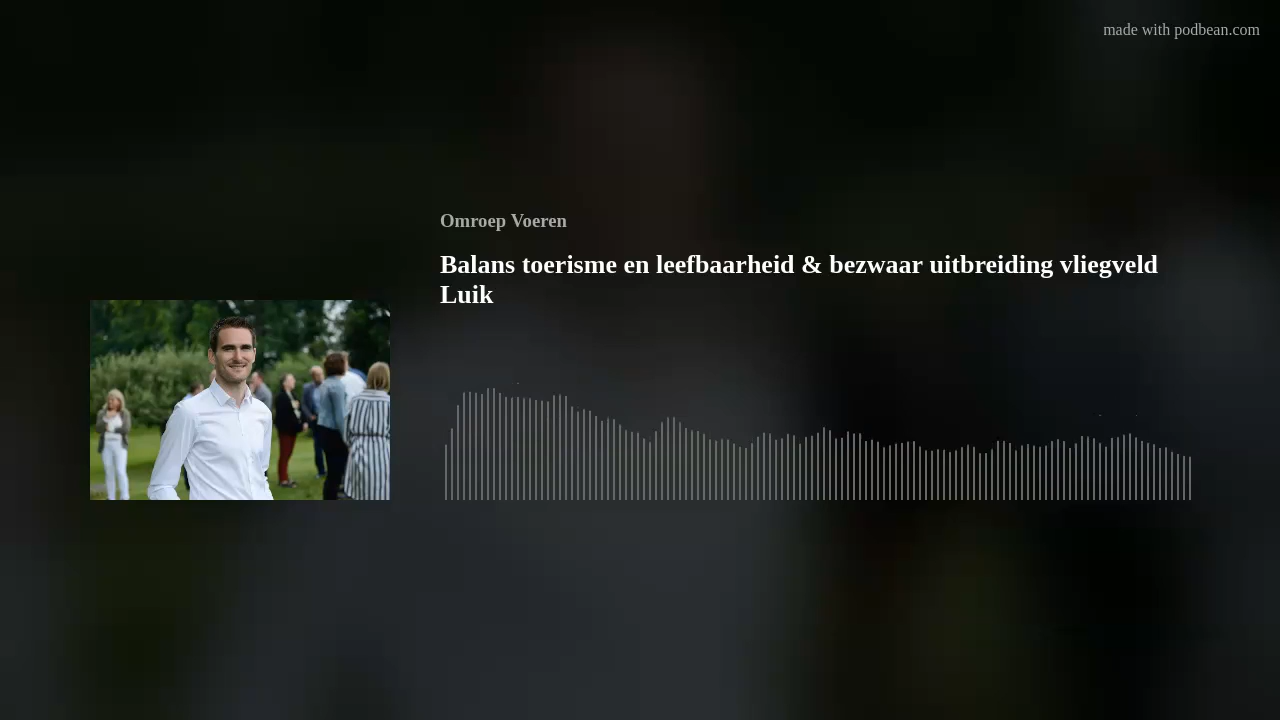 made with podbean.com
Omroep Voeren
Balans toerisme en leefbaarheid & bezwaar uitbreiding vliegveld
Luik